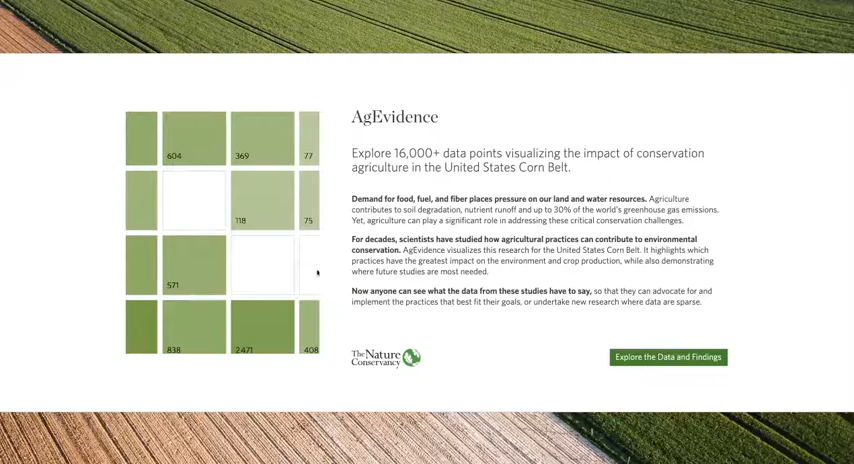 AgEvidence
Explore 16,000+ data points visualizing the impact of conservation
agriculture in the United States Corn Belt.
Demand for food, fuel, and fiber places pressure on our land and water resources. Agriculture
contributes to soil degradation, nutrient runoff and up to 30% of the world's greenhouse gas emissions.
Yet, agriculture can play a significant role in addressing these critical conservation challenges.
For decades, scientists have studied how agricultural practices can contribute to environmental
conservation. AgEvidence visualizes this research for the United States Corn Belt. It highlights which
practices have the greatest impact on the environment and crop production, while also demonstrating
where future studies are most needed.
Now anyone can see what the data from these studies have to say, so that they can advocate for and
implement the practices that best fit their goals, or undertake new research where data are sparse.
604 369 77
118 75
571
838 2471 408
The Nature
Conservancy
Explore the Data and Findings